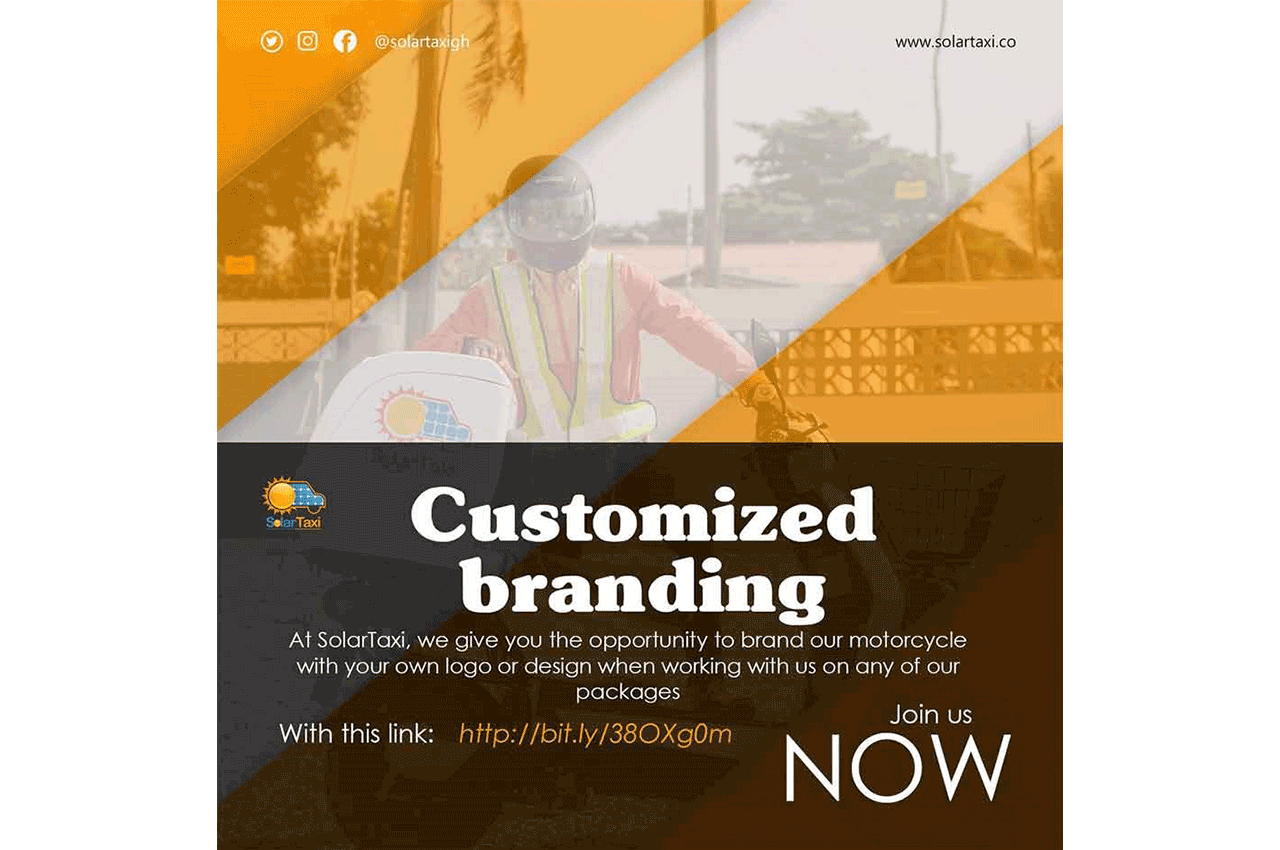 @solartaxigh
www.solartaxi.co
SolarTaxi
Customized
branding
At SolarTaxi, we give you the opportunity to brand our motorcycle
with your own logo or design when working with us on any of our
packages
With this link: http://bit.ly/38OXg0m
Join us
NOW